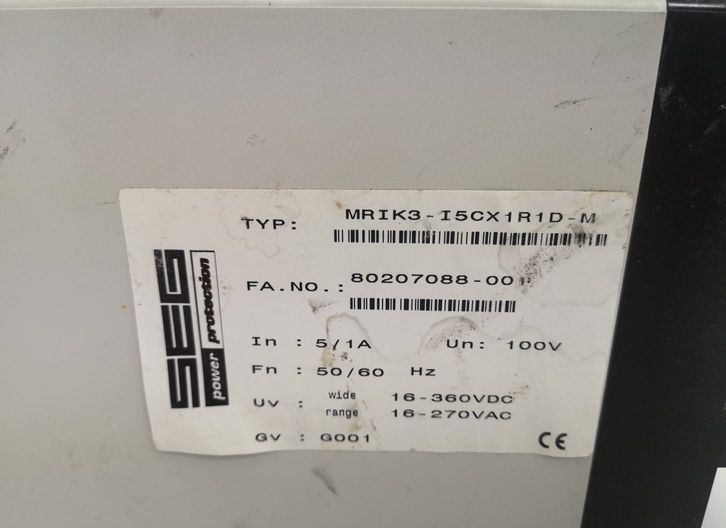 TYP: MRIK3-I5CX1R1D-M
FA.NO.: 80207088-00
SEG
power protection
In : 5/1A Un: 100V
Fn : 50/60 Hz
Uv : wide range 16-360VDC
16-270VAC
GV : G001
CE